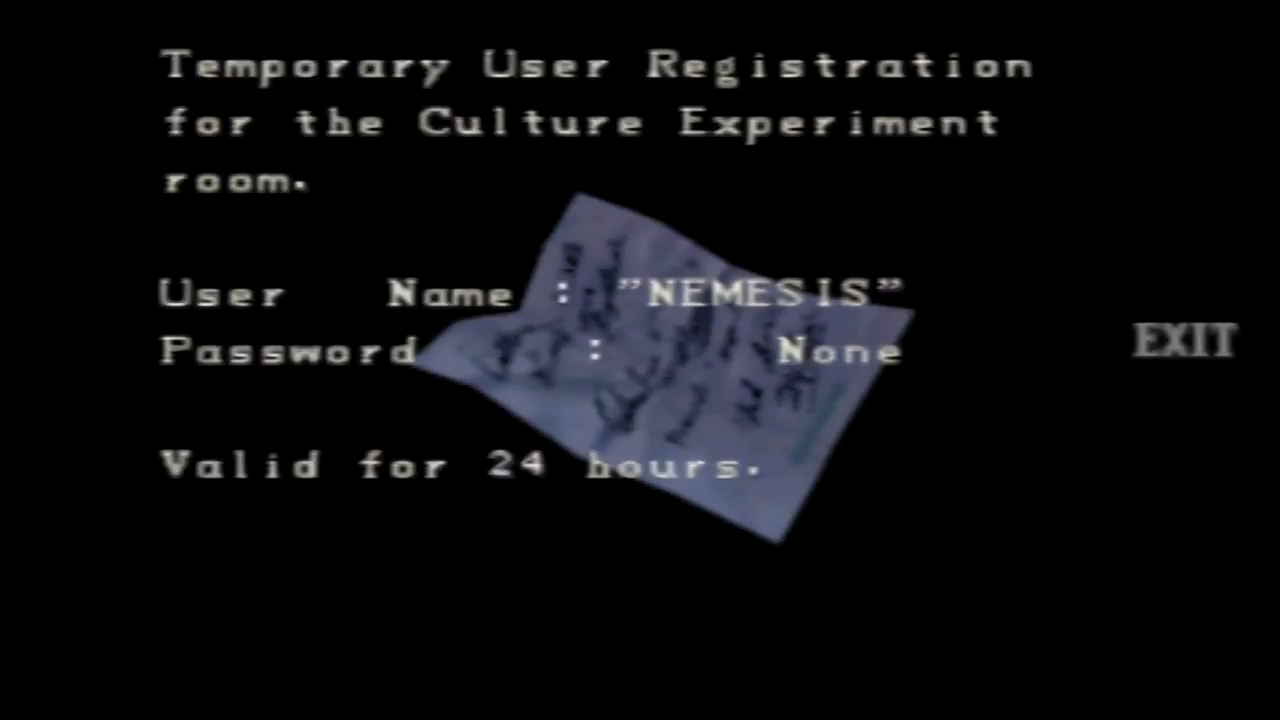 Temporary User Registration
for the Culture Experiment
room.
User Name : ”NEMESIS”
Password : None
EXIT
Valid for 24 hours.